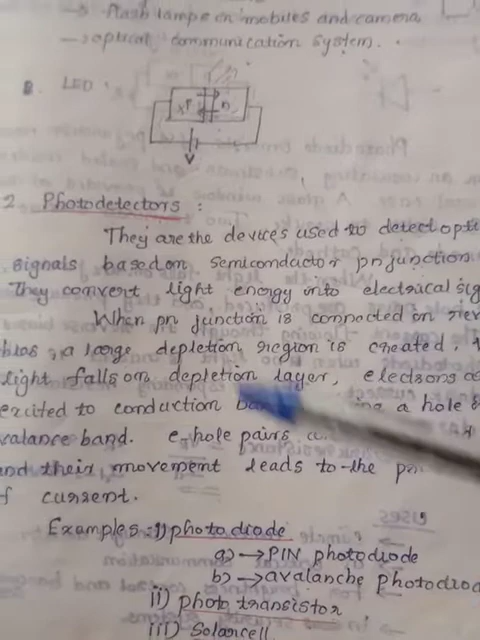 → flash lamps in mobiles and camera
→ optical communication system.
8. LED
P n
V
2. Photodetectors :
They are the devices used to detect opti
signals based on semiconductor pn junction
They convert light energy into electrical sig
When pn junction is connected in rev
bias, a large depletion region is created.
light falls on depletion layer, electrons a
excited to conduction ba a hole
valance band. e-hole pairs
and their movement leads to the
f current.
Examples :- i) photodiode
a) → PIN photodiode
b) → avalanche photodio
ii) photo transistor
iii) Solarcell